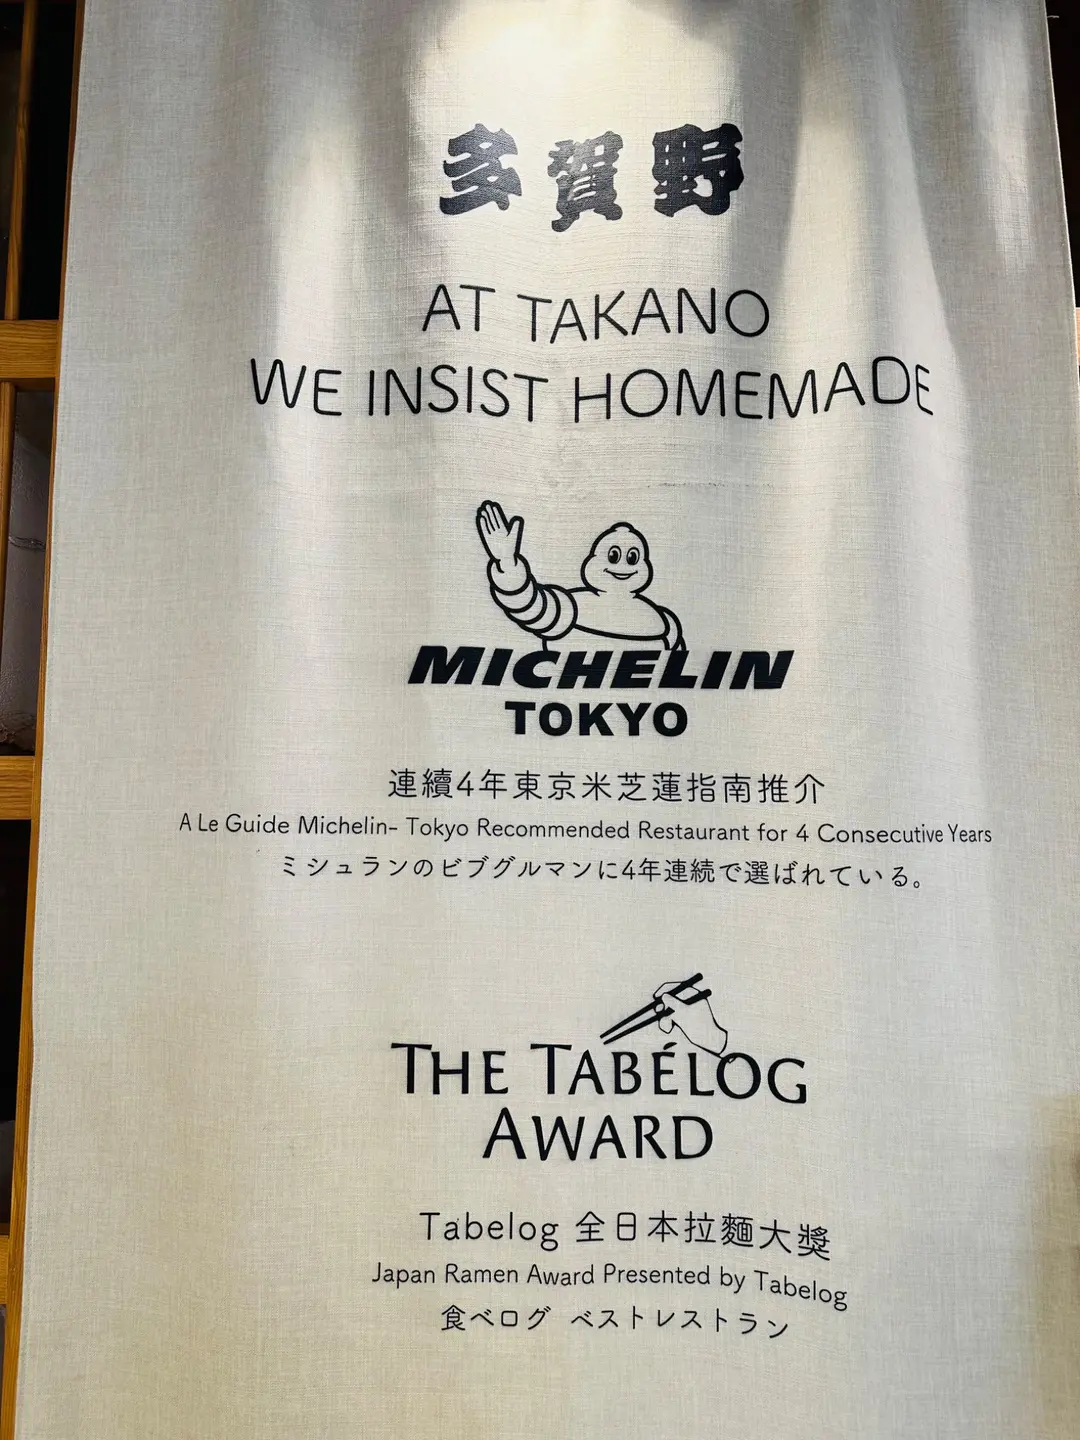 多賀野
AT TAKANO
WE INSIST HOMEMADE
MICHELIN
TOKYO
連續4年東京米芝蓮指南推介
A Le Guide Michelin- Tokyo Recommended Restaurant for 4 Consecutive Years
ミシュランのビブグルマンに4年連続で選ばれている。
THE TABÉLOG
AWARD
Tabelog 全日本拉麵大獎
Japan Ramen Award Presented by Tabelog
食べログ ベストレストラン